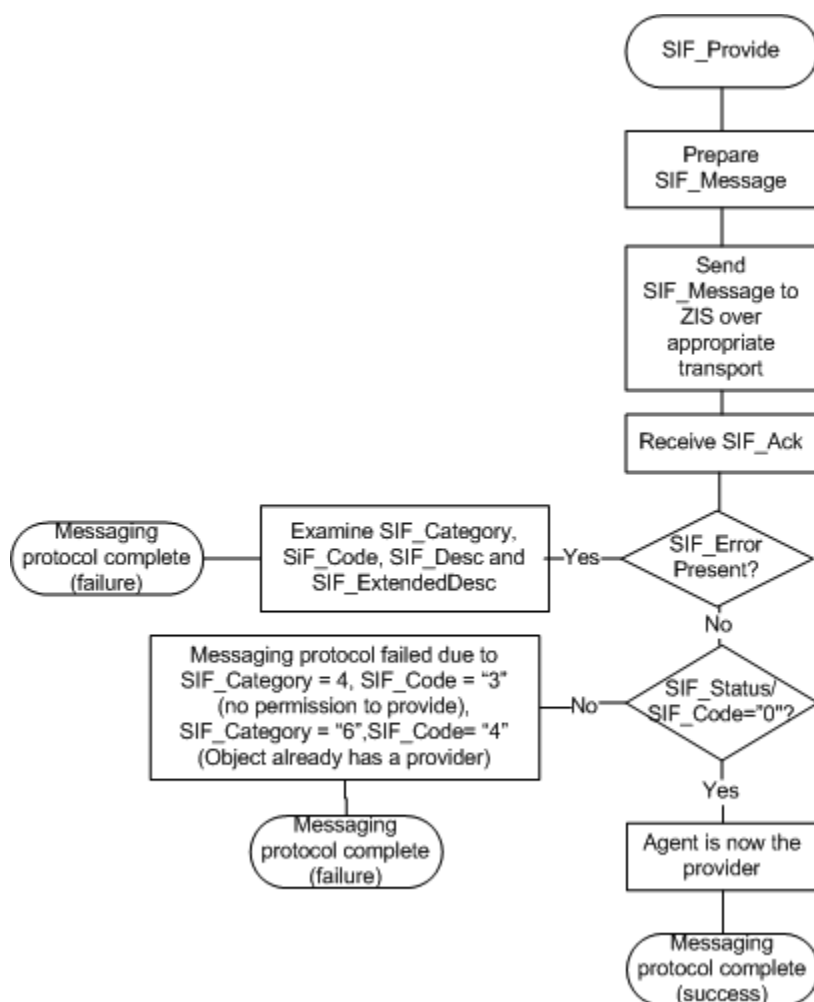 SIF_Provide
Prepare
SIF_Message
Send
SIF_Message to
ZIS over
appropriate
transport
Receive SIF_Ack
SIF_Error
Present?
Yes
Examine SIF_Category,
SiF_Code, SIF_Desc and
SIF_ExtendedDesc
Messaging
protocol complete
(failure)
No
SIF_Status/
SIF_Code="0"?
No
Messaging protocol failed due to
SIF_Category = 4, SIF_Code = “3”
(no permission to provide),
SIF_Category = “6”,SIF_Code= “4”
(Object already has a provider)
Messaging
protocol complete
(failure)
Yes
Agent is now the
provider
Messaging
protocol complete
(success)